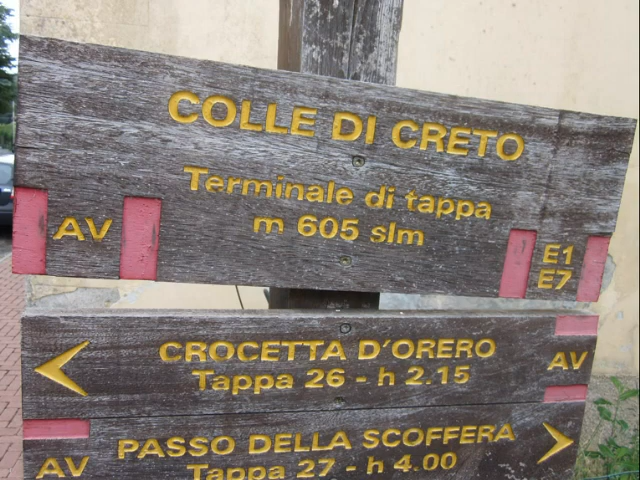 COLLE DI CRETO
Terminale di tappa
m 605 slm
AV
E1
E7
CROCETTA D'ORERO
Tappa 26 - h 2.15
AV
PASSO DELLA SCOFFERA
Tappa 27 - h 4.00
AV